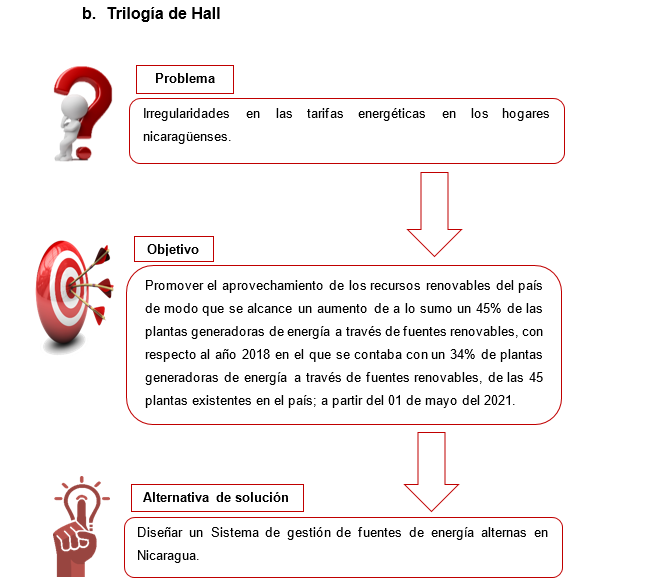 b. Trilogía de Hall
Problema
Irregularidades en las tarifas energéticas en los hogares
nicaragüenses.
Objetivo
Promover el aprovechamiento de los recursos renovables del país
de modo que se alcance un aumento de a lo sumo un 45% de las
plantas generadoras de energía a través de fuentes renovables, con
respecto al año 2018 en el que se contaba con un 34% de plantas
generadoras de energía a través de fuentes renovables, de las 45
plantas existentes en el país; a partir del 01 de mayo del 2021.
Alternativa de solución
Diseñar un Sistema de gestión de fuentes de energía alternas en
Nicaragua.